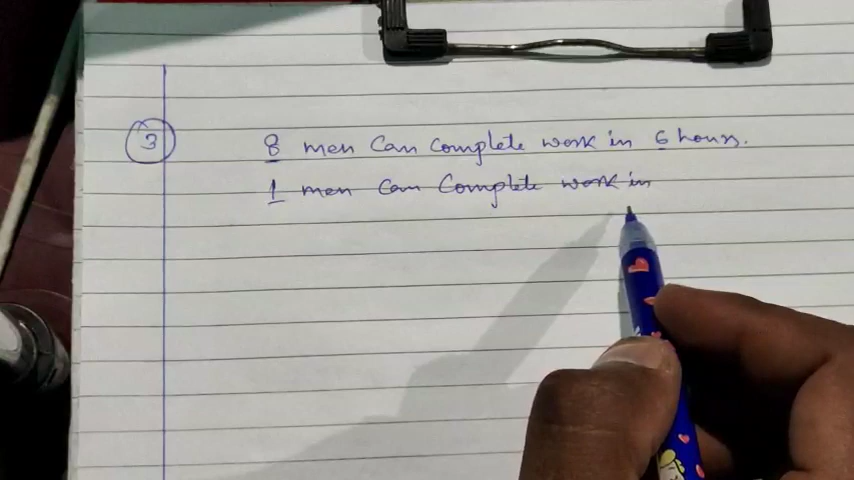 3 8 men can complete work in 6 hours.
1 men can complete work in